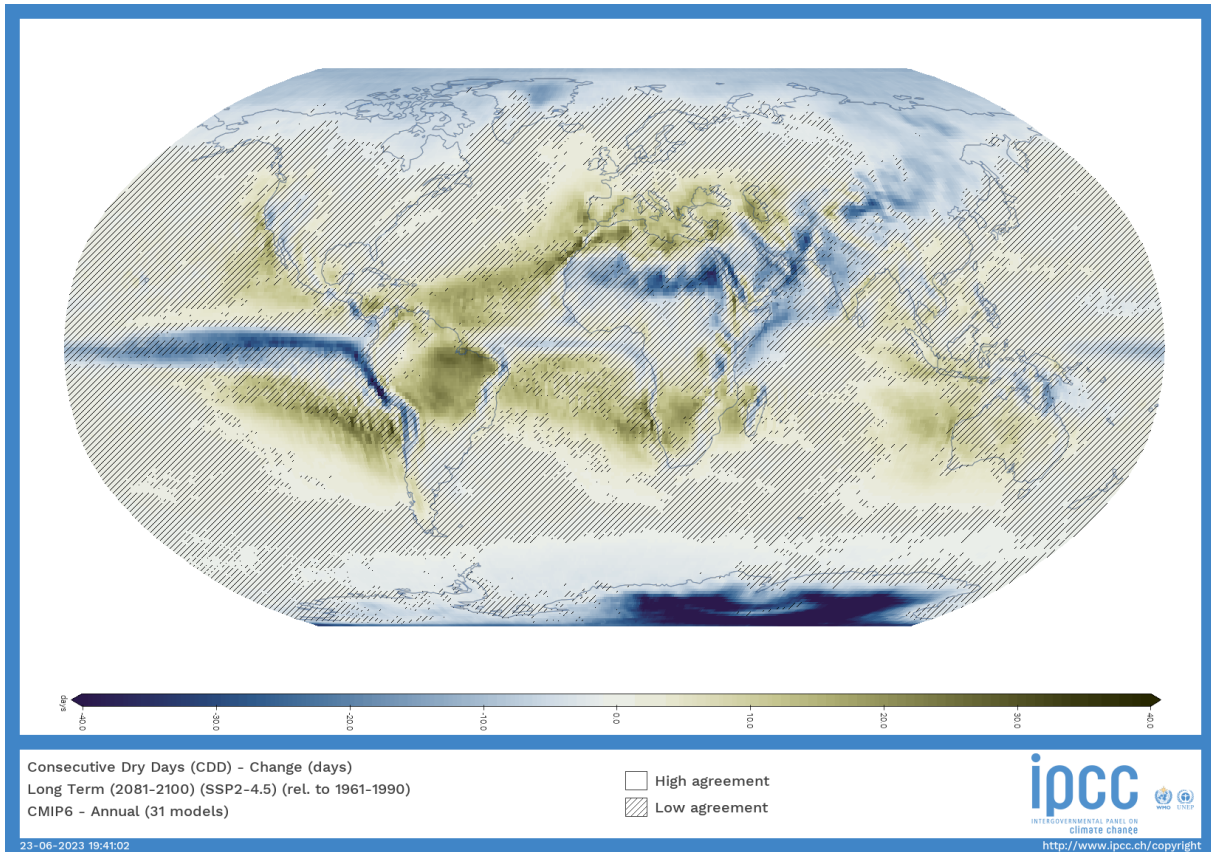 days
-40.0
-30.0
-20.0
-10.0
0.0
10.0
20.0
30.0
40.0
Consecutive Dry Days (CDD) - Change (days)
Long Term (2081-2100) (SSP2-4.5) (rel. to 1961-1990)
CMIP6 - Annual (31 models)
High agreement
Low agreement
ipcc
INTERGOVERNMENTAL PANEL ON
climate change
WMO
UNEP
23-06-2023 19:41:02
http://www.ipcc.ch/copyright